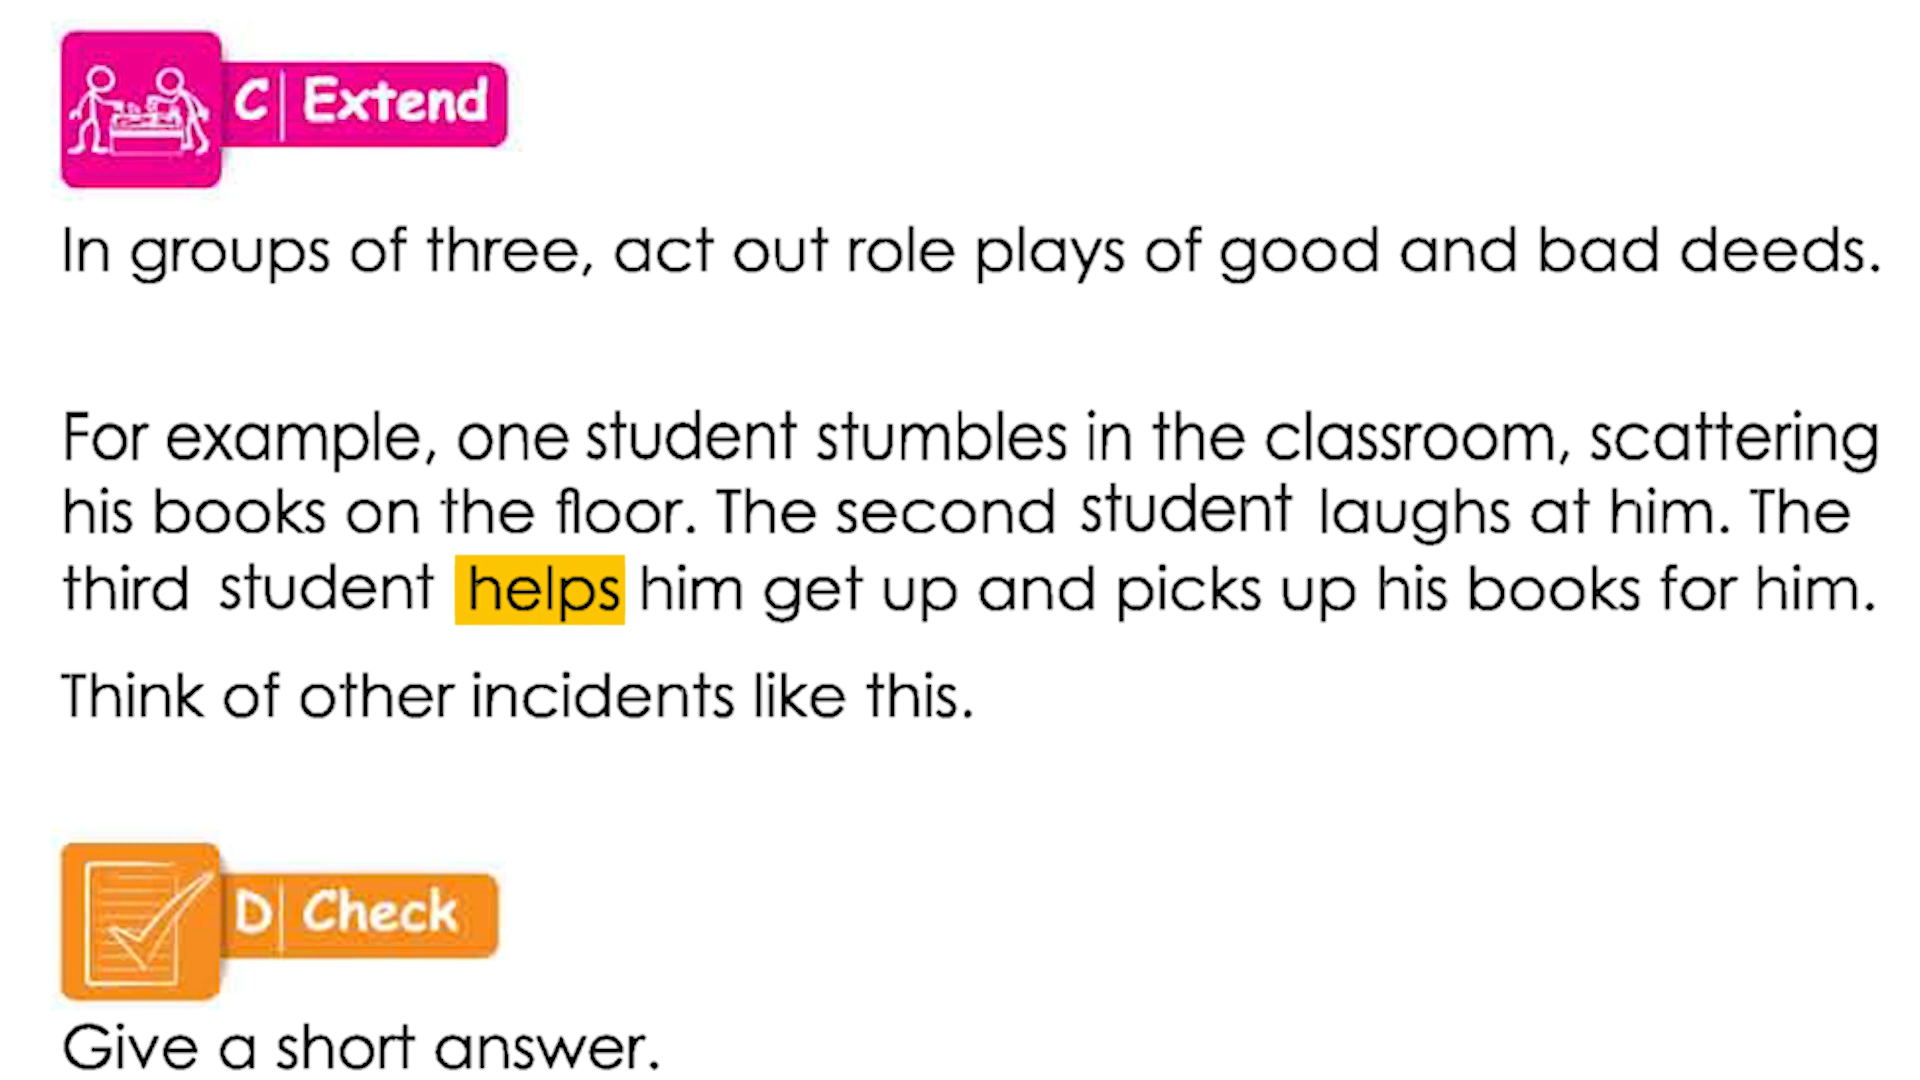 C | Extend
In groups of three, act out role plays of good and bad deeds.
For example, one student stumbles in the classroom, scattering
his books on the floor. The second student laughs at him. The
third student helps him get up and picks up his books for him.
Think of other incidents like this.
D | Check
Give a short answer.